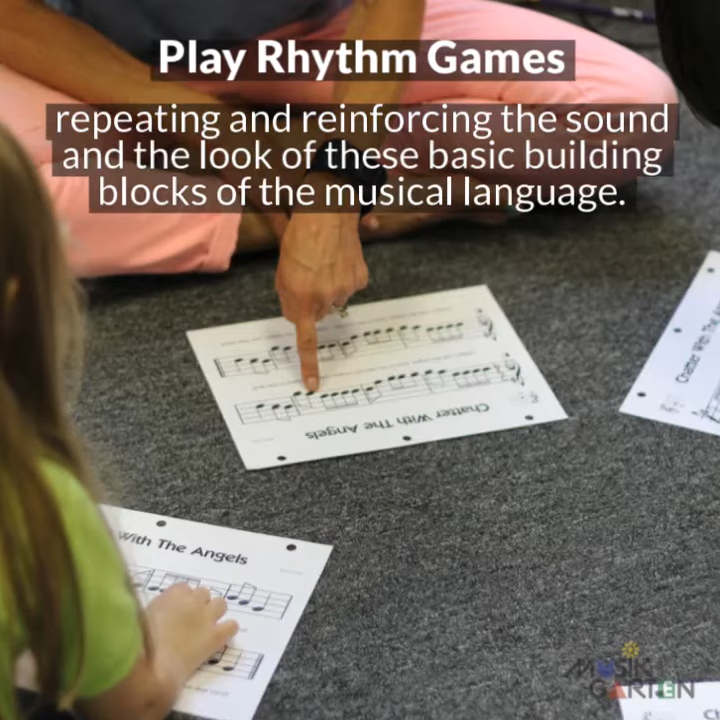 Play Rhythm Games
repeating and reinforcing the sound
and the look of these basic building
blocks of the musical language.
Chatter With The
Chatter With The Angels
With The Angels
MUSIK
GARTEN